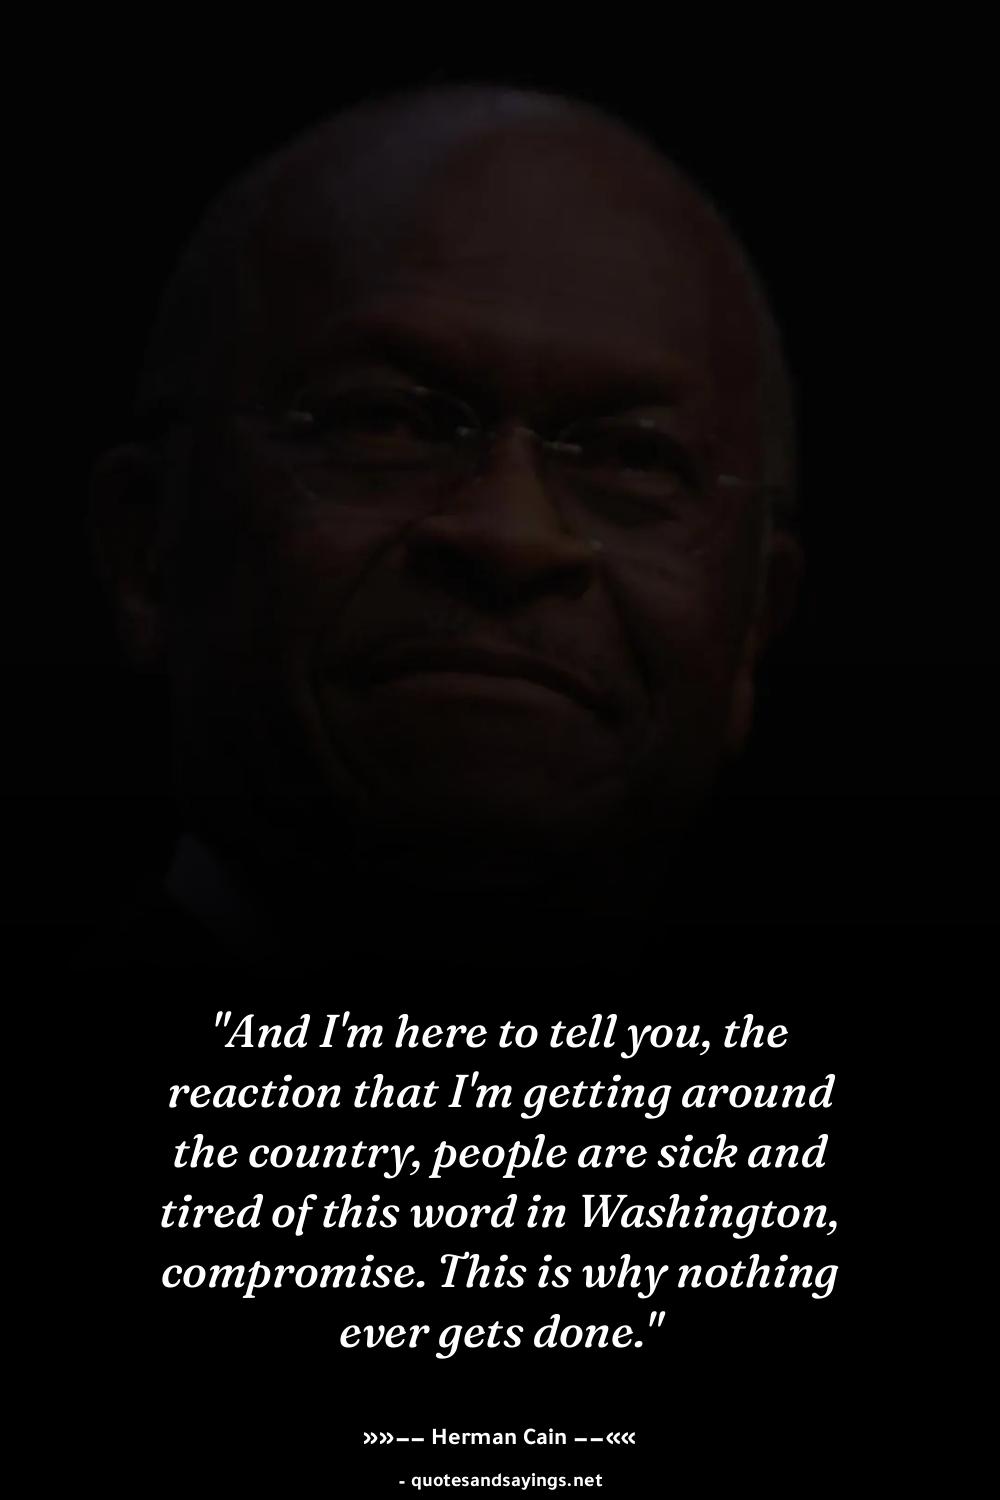 "And I'm here to tell you, the
reaction that I'm getting around
the country, people are sick and
tired of this word in Washington,
compromise. This is why nothing
ever gets done."
»»–– Herman Cain ––««
- quotesandsayings.net